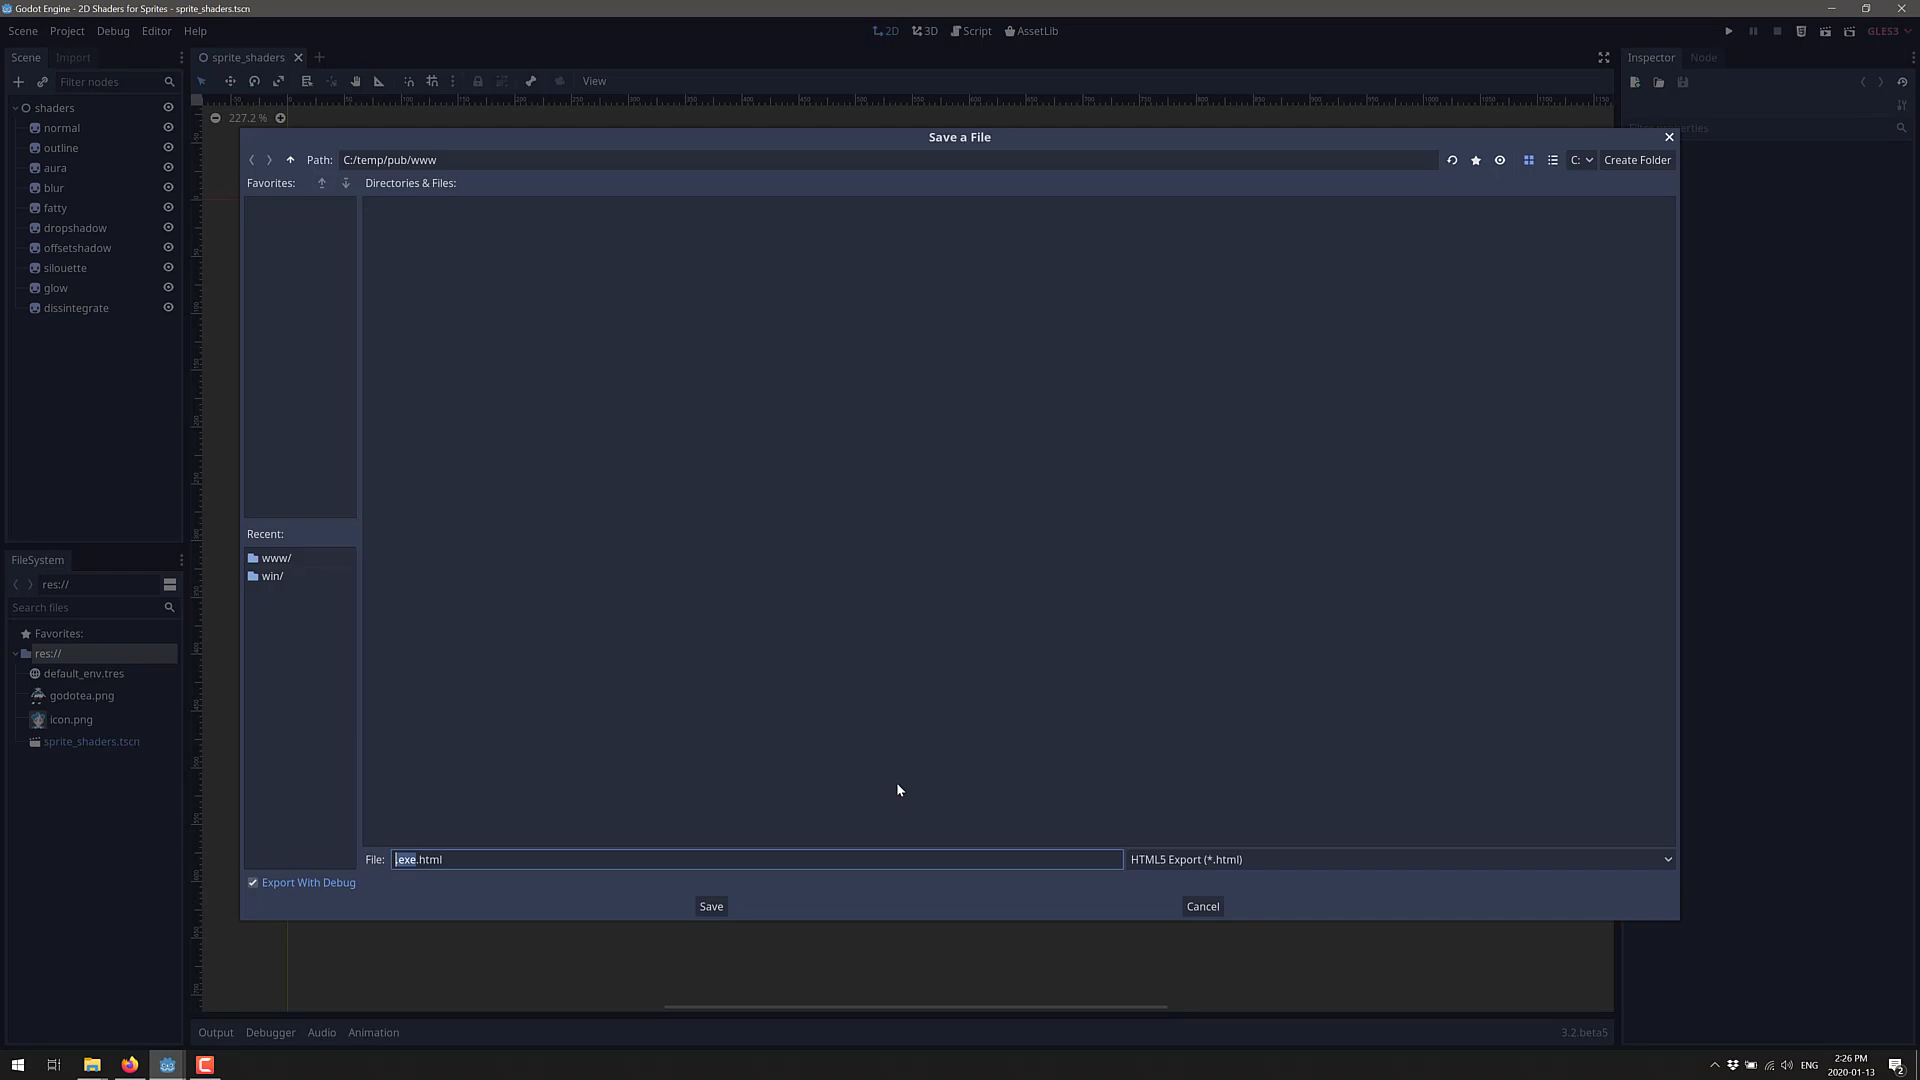 Godot Engine - 2D Shaders for Sprites - sprite_shaders.tscn
Scene Project Debug Editor Help
2D 3D Script AssetLib
GLES3
Scene Import
sprite_shaders
Inspector Node
Filter nodes
View
227.2 %
shaders
normal
outline
aura
blur
fatty
dropshadow
offsetshadow
silouette
glow
dissintegrate
Save a File
Path: C:/temp/pub/www
C:
Create Folder
Favorites:
Directories & Files:
Recent:
www/
win/
File: .exe.html
HTML5 Export (*.html)
Export With Debug
Save
Cancel
FileSystem
res://
Search files
Favorites:
res://
default_env.tres
godotea.png
icon.png
sprite_shaders.tscn
Output Debugger Audio Animation
3.2.beta5
ENG
2:26 PM
2020-01-13
2